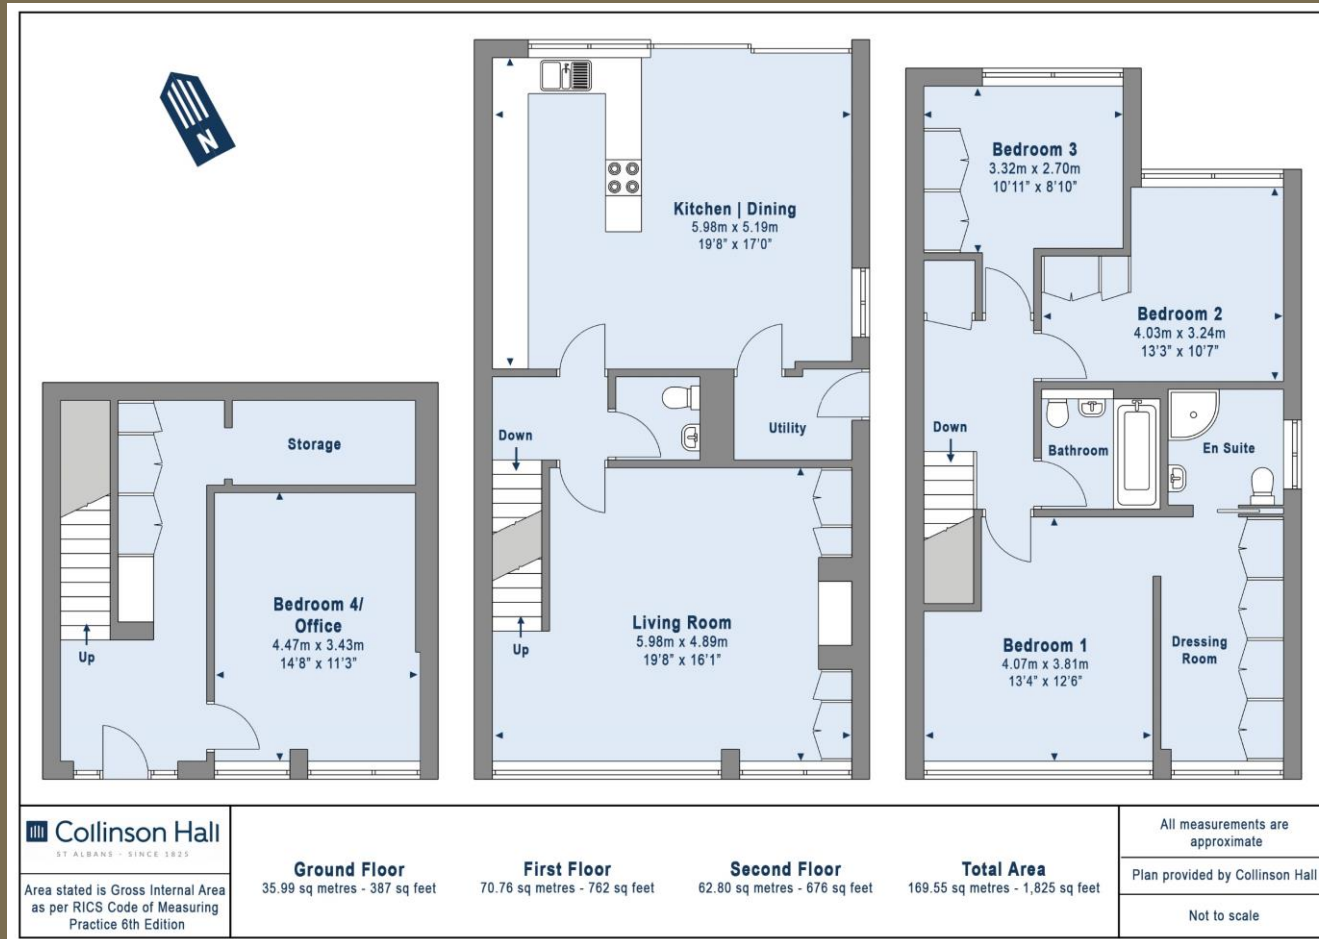 N
Storage
Bedroom 4/
Office
4.47m x 3.43m
14'8" x 11'3"
Up
Kitchen | Dining
5.98m x 5.19m
19'8" x 17'0"
Down
Utility
Living Room
5.98m x 4.89m
19'8" x 16'1"
Up
Bedroom 3
3.32m x 2.70m
10'11" x 8'10"
Bedroom 2
4.03m x 3.24m
13'3" x 10'7"
Down
Bathroom
En Suite
Bedroom 1
4.07m x 3.81m
13'4" x 12'6"
Dressing
Room
Collinson Hall
ST ALBANS - SINCE 1825
Area stated is Gross Internal Area
as per RICS Code of Measuring
Practice 6th Edition
Ground Floor
35.99 sq metres - 387 sq feet
First Floor
70.76 sq metres - 762 sq feet
Second Floor
62.80 sq metres - 676 sq feet
Total Area
169.55 sq metres - 1,825 sq feet
All measurements are
approximate
Plan provided by Collinson Hall
Not to scale